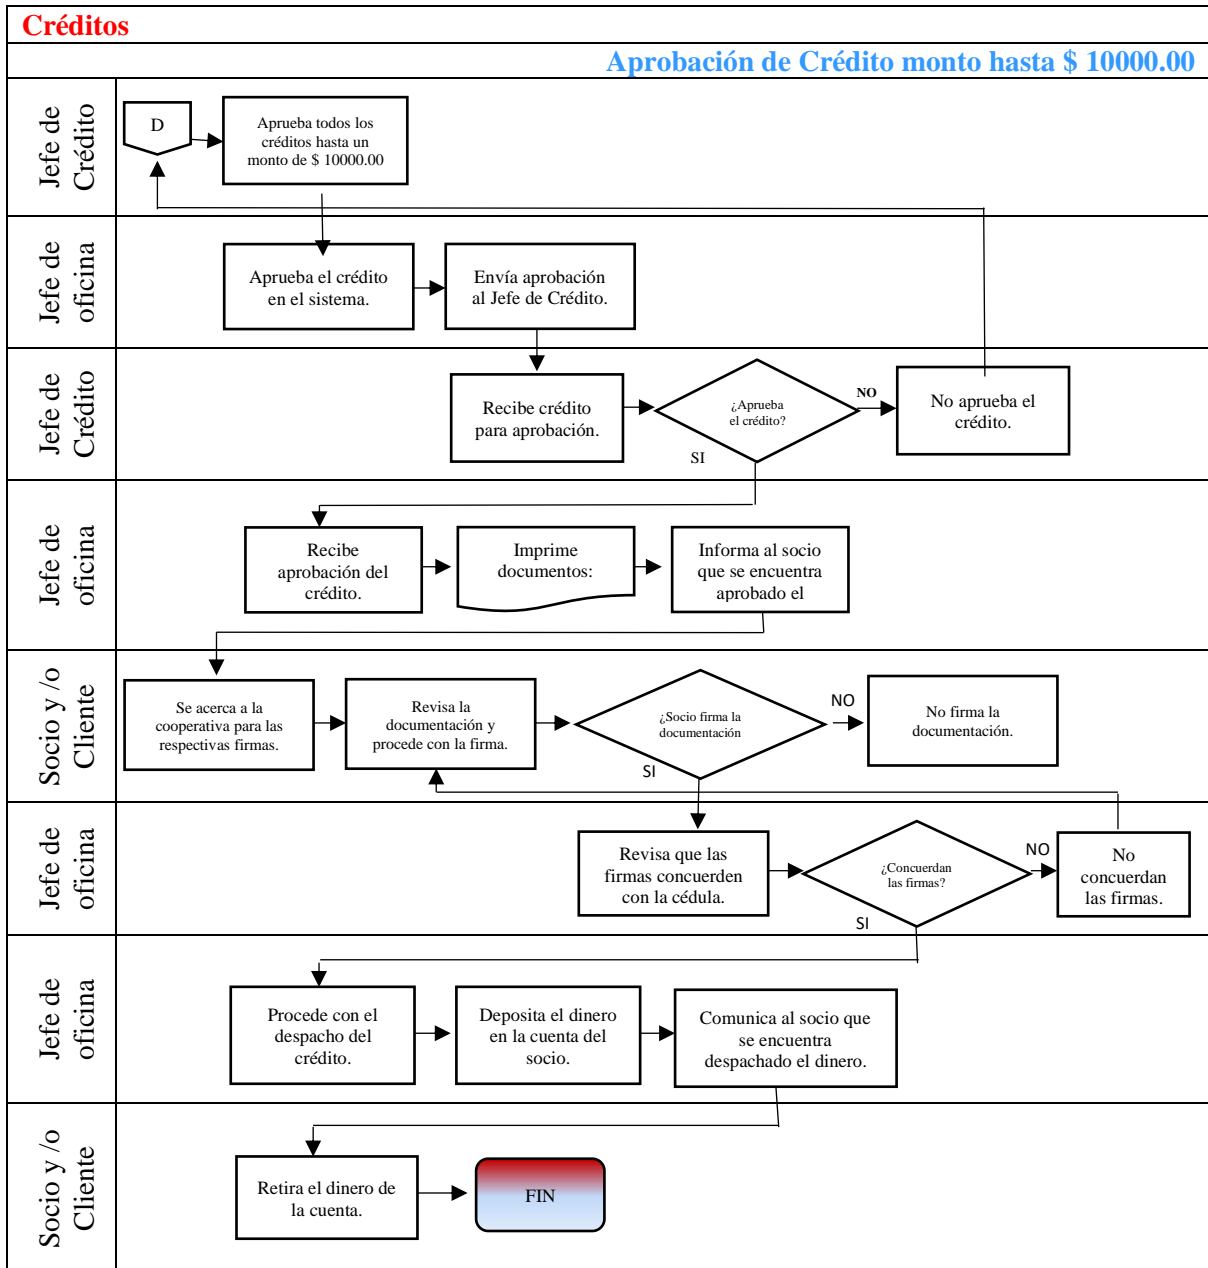 Créditos
Aprobación de Crédito monto hasta $ 10000.00
Jefe de
Crédito
D
Aprueba todos los
créditos hasta un
monto de $ 10000.00
Jefe de
oficina
Aprueba el crédito
en el sistema.
Envía aprobación
al Jefe de Crédito.
Jefe de
Crédito
Recibe crédito
para aprobación.
¿Aprueba
el crédito?
NO
No aprueba el
crédito.
SI
Jefe de
oficina
Recibe
aprobación del
crédito.
Imprime
documentos:
Informa al socio
que se encuentra
aprobado el
Socio y /o
Cliente
Se acerca a la
cooperativa para las
respectivas firmas.
Revisa la
documentación y
procede con la firma.
¿Socio firma la
documentación
NO
No firma la
documentación.
SI
Jefe de
oficina
Revisa que las
firmas concuerden
con la cédula.
¿Concuerdan
las firmas?
NO
No
concuerdan
las firmas.
SI
Jefe de
oficina
Procede con el
despacho del
crédito.
Deposita el dinero
en la cuenta del
socio.
Comunica al socio que
se encuentra
despachado el dinero.
Socio y /o
Cliente
Retira el dinero de
la cuenta.
FIN